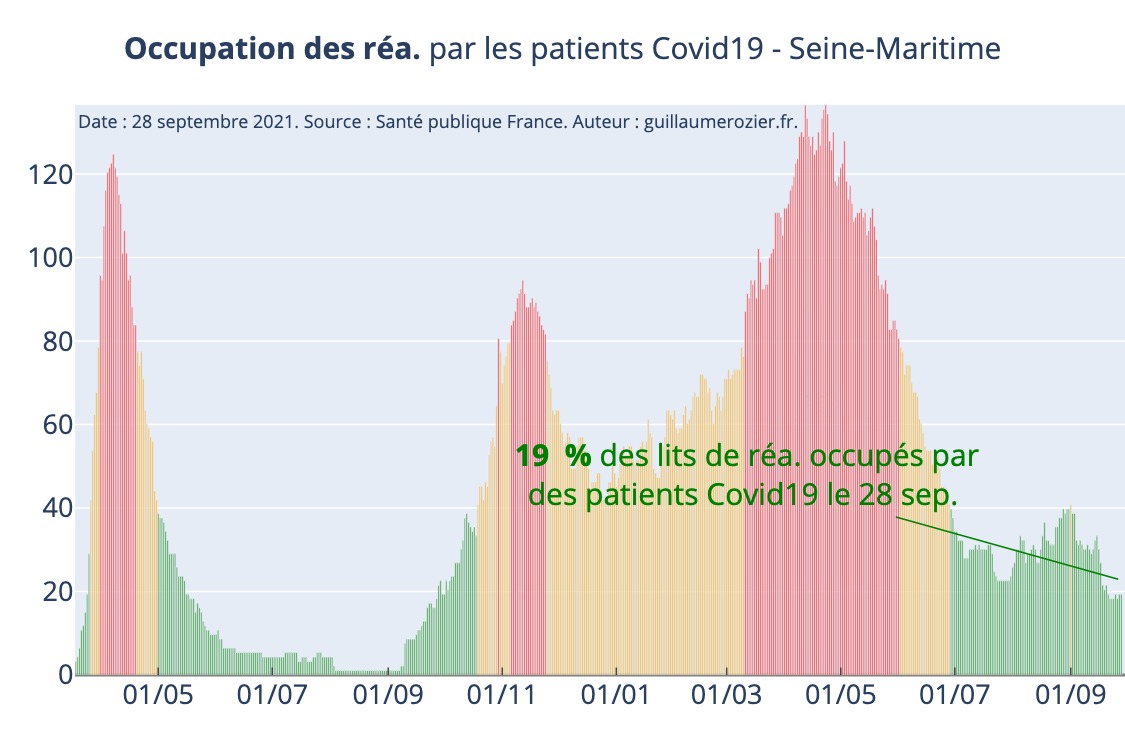 Occupation des réa. par les patients Covid19 - Seine-Maritime
Date : 28 septembre 2021. Source : Santé publique France. Auteur : guillaumerozier.fr.
120
100
80
60
40
20
0
19 % des lits de réa. occupés par
des patients Covid19 le 28 sep.
01/05 01/07 01/09 01/11 01/01 01/03 01/05 01/07 01/09